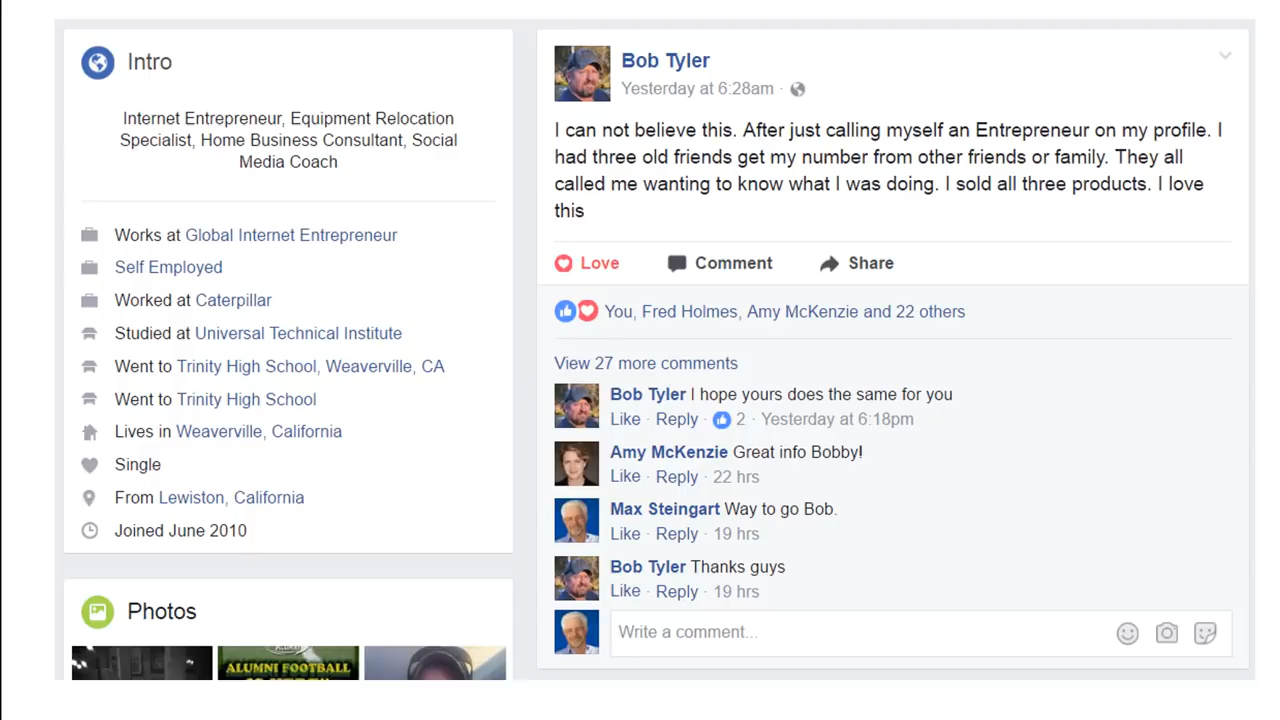 Intro
Internet Entrepreneur, Equipment Relocation
Specialist, Home Business Consultant, Social
Media Coach
Works at Global Internet Entrepreneur
Self Employed
Worked at Caterpillar
Studied at Universal Technical Institute
Went to Trinity High School, Weaverville, CA
Went to Trinity High School
Lives in Weaverville, California
Single
From Lewiston, California
Joined June 2010
Photos
ALUMNI FOOTBALL
Bob Tyler
Yesterday at 6:28am ·
I can not believe this. After just calling myself an Entrepreneur on my profile. I
had three old friends get my number from other friends or family. They all
called me wanting to know what I was doing. I sold all three products. I love
this
Love Comment Share
You, Fred Holmes, Amy McKenzie and 22 others
View 27 more comments
Bob Tyler I hope yours does the same for you
Like · Reply · 2 · Yesterday at 6:18pm
Amy McKenzie Great info Bobby!
Like · Reply · 22 hrs
Max Steingart Way to go Bob.
Like · Reply · 19 hrs
Bob Tyler Thanks guys
Like · Reply · 19 hrs
Write a comment...